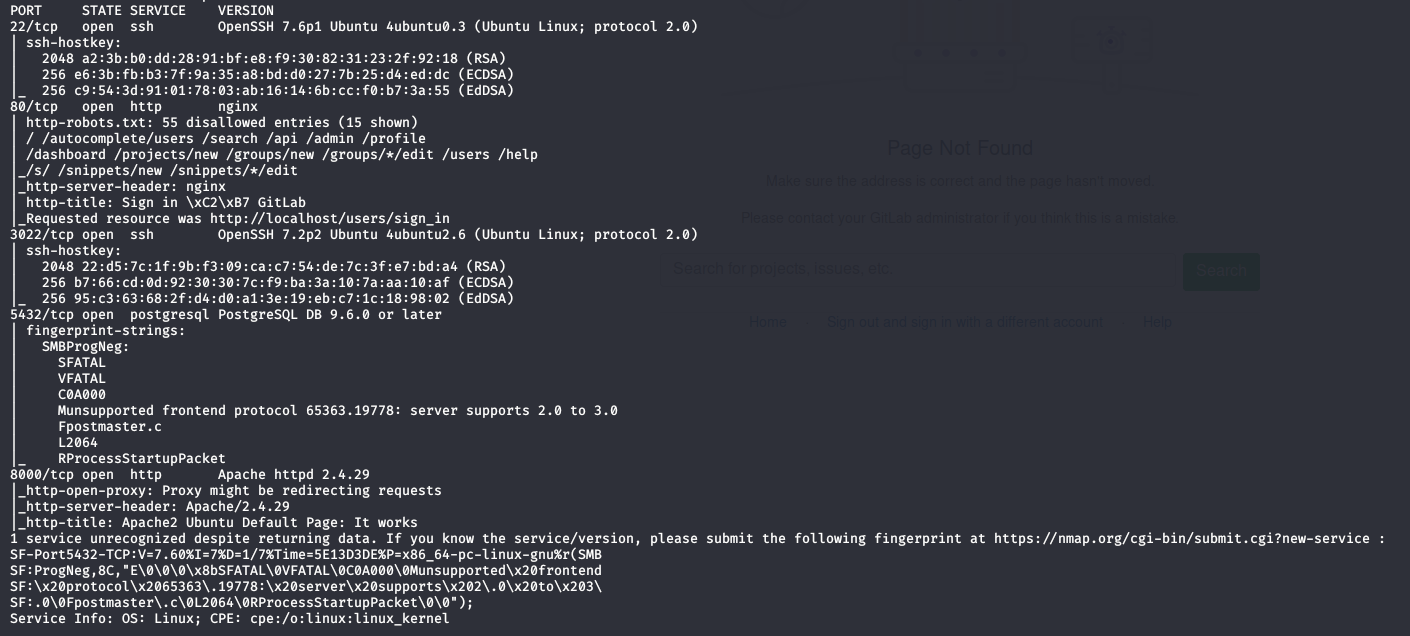 PORT     STATE SERVICE    VERSION
22/tcp   open  ssh        OpenSSH 7.6p1 Ubuntu 4ubuntu0.3 (Ubuntu Linux; protocol 2.0)
| ssh-hostkey:
|   2048 a2:3b:b0:dd:28:91:bf:e8:f9:30:82:31:23:2f:92:18 (RSA)
|   256 e6:3b:fb:b3:7f:9a:35:a8:bd:d0:27:7b:25:d4:ed:dc (ECDSA)
|_  256 c9:54:3d:91:01:78:03:ab:16:14:6b:cc:f0:b7:3a:55 (EdDSA)
80/tcp   open  http       nginx
| http-robots.txt: 55 disallowed entries (15 shown)
| / /autocomplete/users /search /api /admin /profile
| /dashboard /projects/new /groups/new /groups/*/edit /users /help
|_/s/ /snippets/new /snippets/*/edit
|_http-server-header: nginx
| http-title: Sign in \xC2\xB7 GitLab
|_Requested resource was http://localhost/users/sign_in
3022/tcp open  ssh        OpenSSH 7.2p2 Ubuntu 4ubuntu2.6 (Ubuntu Linux; protocol 2.0)
| ssh-hostkey:
|   2048 22:d5:7c:1f:9b:f3:09:ca:c7:54:de:7c:3f:e7:bd:a4 (RSA)
|   256 b7:66:cd:0d:92:30:30:7c:f9:ba:3a:10:7a:aa:10:af (ECDSA)
|_  256 95:c3:63:68:2f:d4:d0:a1:3e:19:eb:c7:1c:18:98:02 (EdDSA)
5432/tcp open  postgresql PostgreSQL DB 9.6.0 or later
| fingerprint-strings:
|   SMBProgNeg:
|     SFATAL
|     VFATAL
|     C0A000
|     Munsupported frontend protocol 65363.19778: server supports 2.0 to 3.0
|     Fpostmaster.c
|     L2064
|_    RProcessStartupPacket
8000/tcp open  http       Apache httpd 2.4.29
|_http-open-proxy: Proxy might be redirecting requests
|_http-server-header: Apache/2.4.29
|_http-title: Apache2 Ubuntu Default Page: It works
1 service unrecognized despite returning data. If you know the service/version, please submit the following fingerprint at https://nmap.org/cgi-bin/submit.cgi?new-service :
SF-Port5432-TCP:V=7.60%I=7%D=1/7%Time=5E13D3DE%P=x86_64-pc-linux-gnu%r(SMB
SF:ProgNeg,8C,"E\0\0\0\x8bSFATAL\0VFATAL\0C0A000\0Munsupported\x20frontend
SF:\x20protocol\x2065363\.19778:\x20server\x20supports\x202\.0\x20to\x203\
SF:.0\0Fpostmaster\.c\0L2064\0RProcessStartupPacket\0\0");
Service Info: OS: Linux; CPE: cpe:/o:linux:linux_kernel
Page Not Found
Make sure the address is correct and the page hasn't moved.
Please contact your GitLab administrator if you think this is a mistake.
Search for projects, issues, etc.
Search
Home
Sign out and sign in with a different account
Help